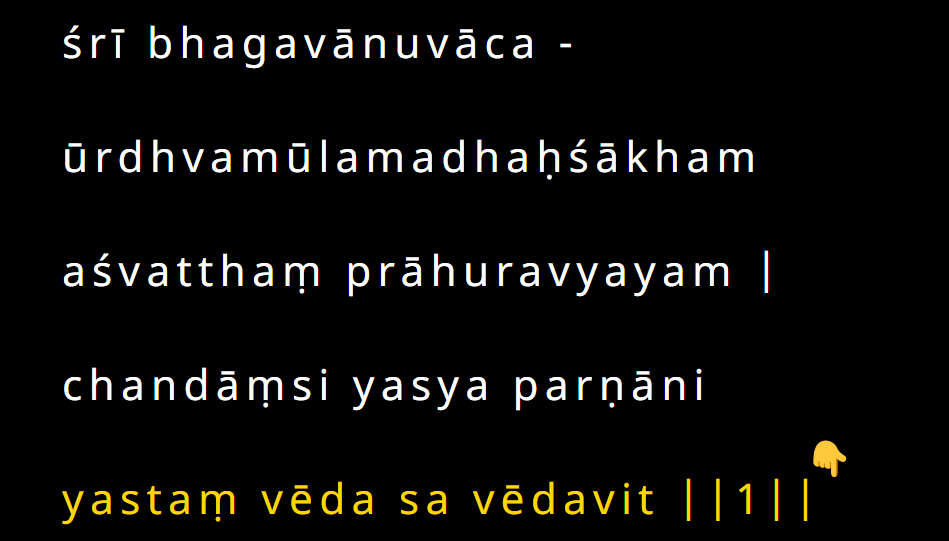 śrī bhagavānuvāca -
ūrdhvamūlamadhaḥśākham
aśvatthaṃ prāhuravyayam |
chandāṃsi yasya parṇāni
yastaṃ vēda sa vēdavit ||1||